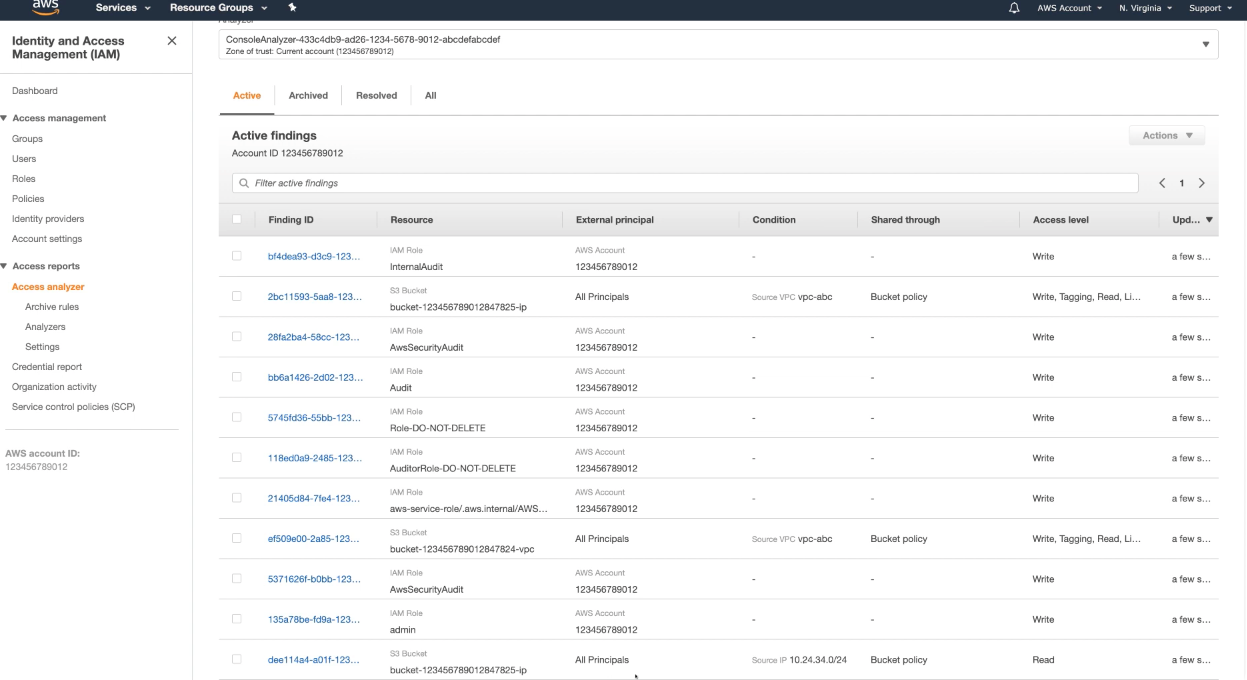 aws Services Resource Groups AWS Account N. Virginia Support
Identity and Access
Management (IAM)
Dashboard
Access management
Groups
Users
Roles
Policies
Identity providers
Account settings
Access reports
Access analyzer
Archive rules
Analyzers
Settings
Credential report
Organization activity
Service control policies (SCP)
AWS account ID:
123456789012
Analyzer
ConsoleAnalyzer-433c4db9-ad26-1234-5678-9012-abcdefabcdef
Zone of trust: Current account (123456789012)
Active Archived Resolved All
Active findings
Actions
Account ID 123456789012
Filter active findings
1
Finding ID Resource External principal Condition Shared through Access level Upd...
IAM Role AWS Account
bf4dea93-d3c9-123... - - Write a few s...
InternalAudit 123456789012
S3 Bucket
2bc11593-5aa8-123... All Principals Source VPC vpc-abc Bucket policy Write, Tagging, Read, Li... a few s...
bucket-123456789012847825-ip
IAM Role AWS Account
28fa2ba4-58cc-123... - - Write a few s...
AwsSecurityAudit 123456789012
IAM Role AWS Account
bb6a1426-2d02-123... - - Write a few s...
Audit 123456789012
IAM Role AWS Account
5745fd36-55bb-123... - - Write a few s...
Role-DO-NOT-DELETE 123456789012
IAM Role AWS Account
118ed0a9-2485-123... - - Write a few s...
AuditorRole-DO-NOT-DELETE 123456789012
IAM Role AWS Account
21405d84-7fe4-123... - - Write a few s...
aws-service-role/.aws.internal/AWS... 123456789012
S3 Bucket
ef509e00-2a85-123... All Principals Source VPC vpc-abc Bucket policy Write, Tagging, Read, Li... a few s...
bucket-123456789012847824-vpc
IAM Role AWS Account
5371626f-b0bb-123... - - Write a few s...
AwsSecurityAudit 123456789012
IAM Role AWS Account
135a78be-fd9a-123... - - Write a few s...
admin 123456789012
S3 Bucket
dee114a4-a01f-123... All Principals Source IP 10.24.34.0/24 Bucket policy Read a few s...
bucket-123456789012847825-ip